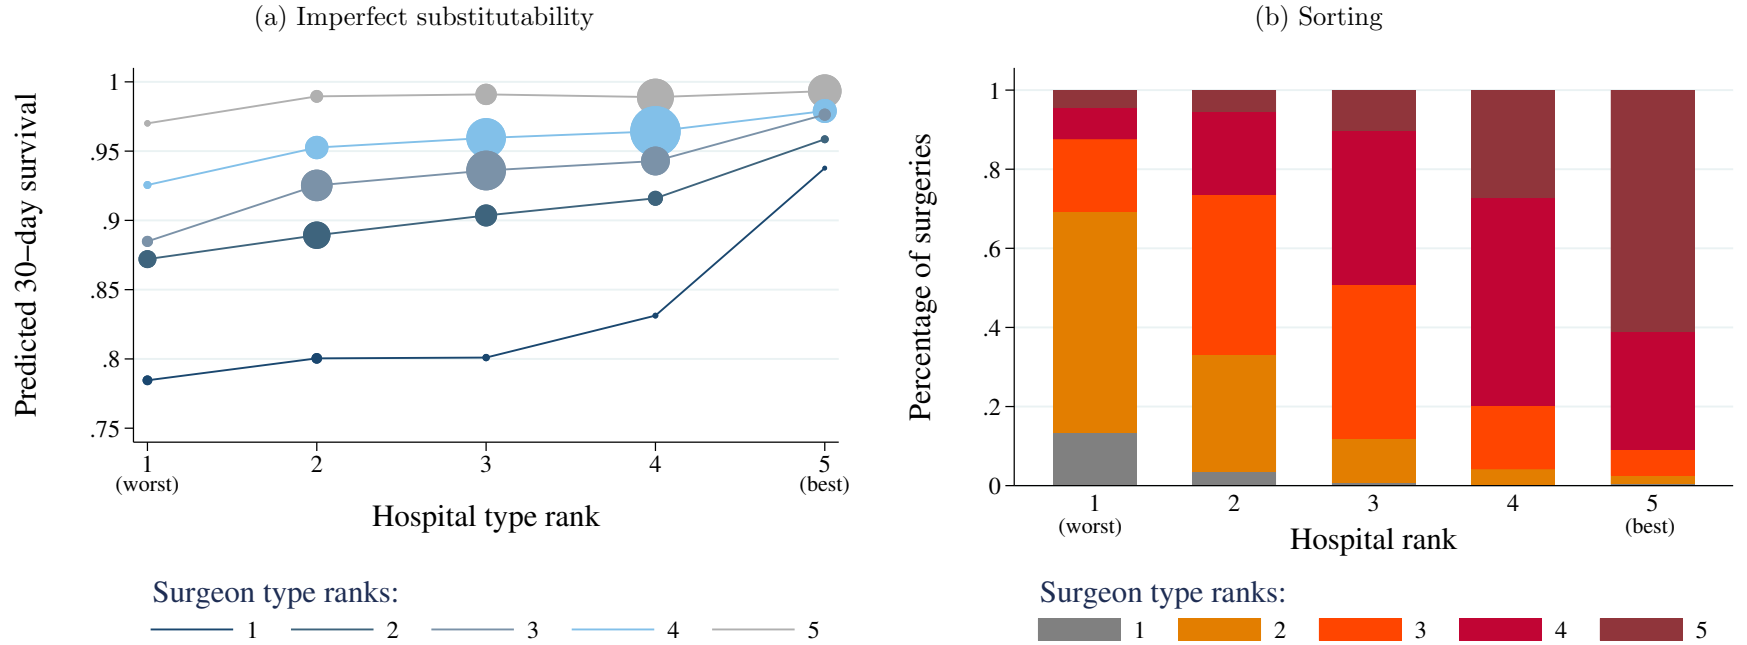 (a) Imperfect substitutability
Predicted 30–day survival
1
.95
.9
.85
.8
.75
1 2 3 4 5
(worst) (best)
Hospital type rank
Surgeon type ranks:
1 2 3 4 5
(b) Sorting
Percentage of surgeries
1
.8
.6
.4
.2
0
1 2 3 4 5
(worst) (best)
Hospital rank
Surgeon type ranks:
1 2 3 4 5